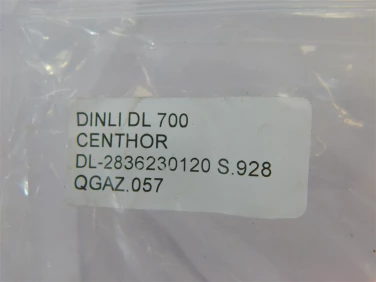 DINLI DL 700
CENTHOR
DL-2836230120 S.928
QGAZ.057